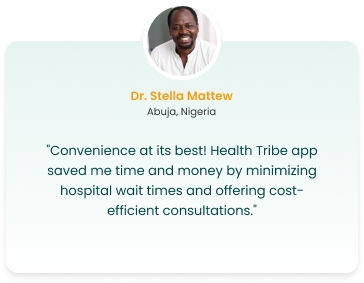 Dr. Stella Mattew
Abuja, Nigeria
"Convenience at its best! Health Tribe app
saved me time and money by minimizing
hospital wait times and offering cost-
efficient consultations."